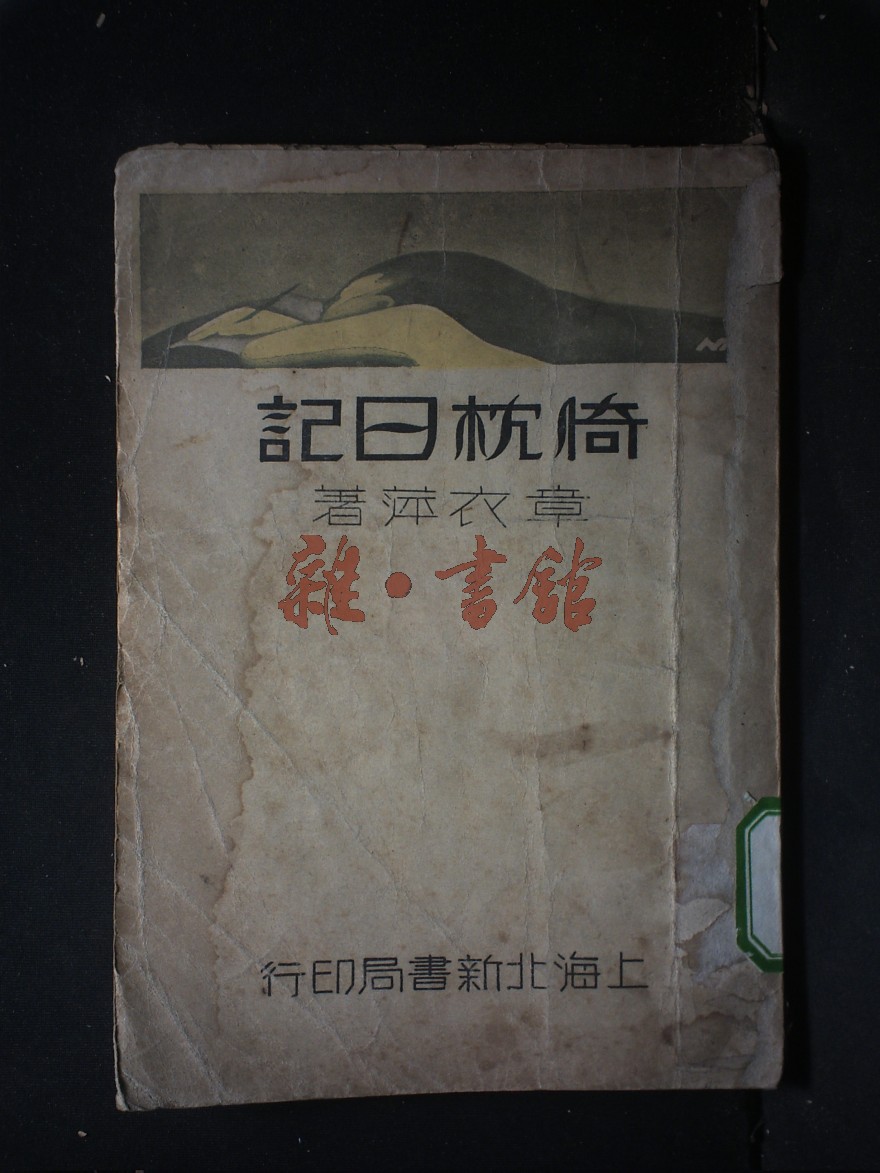 倚枕日記
章衣萍著
雜·書館
上海北新書局印行